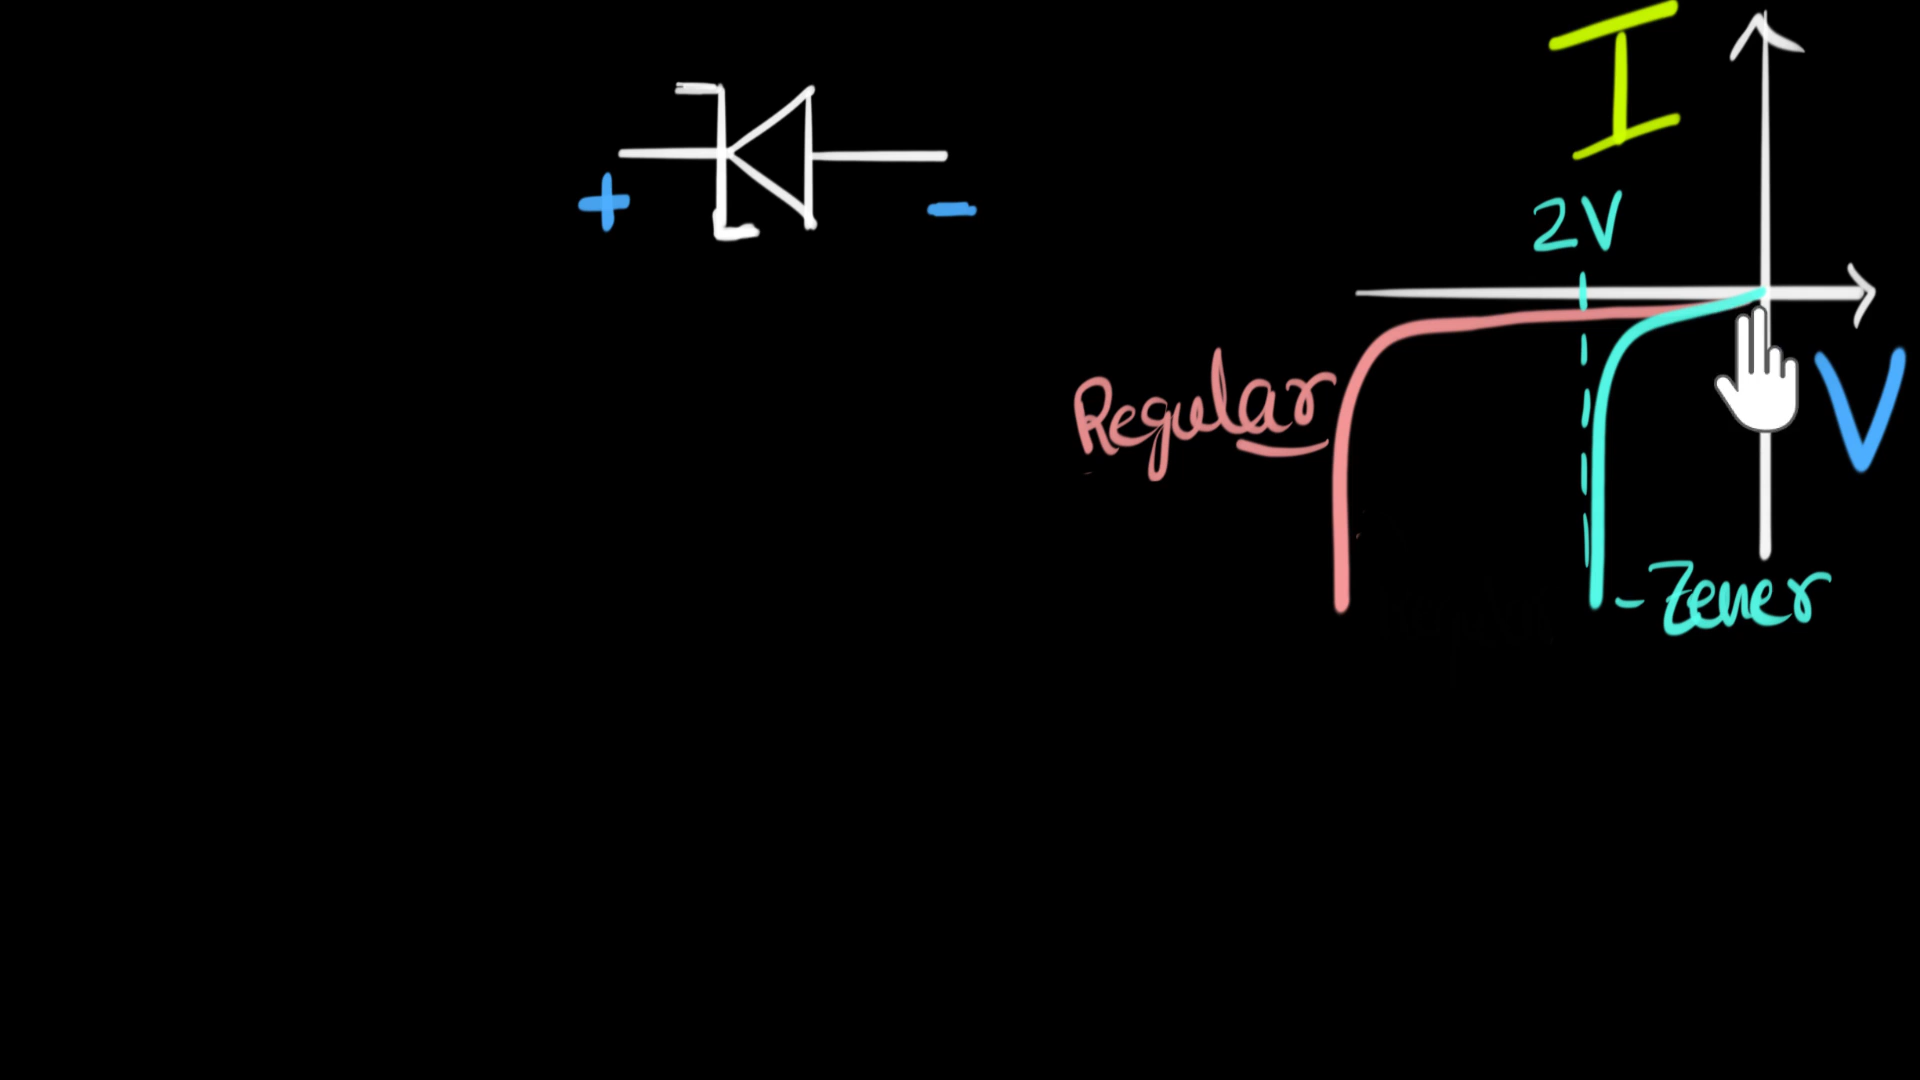 I
2V
+ -
V
Regular
- Zener